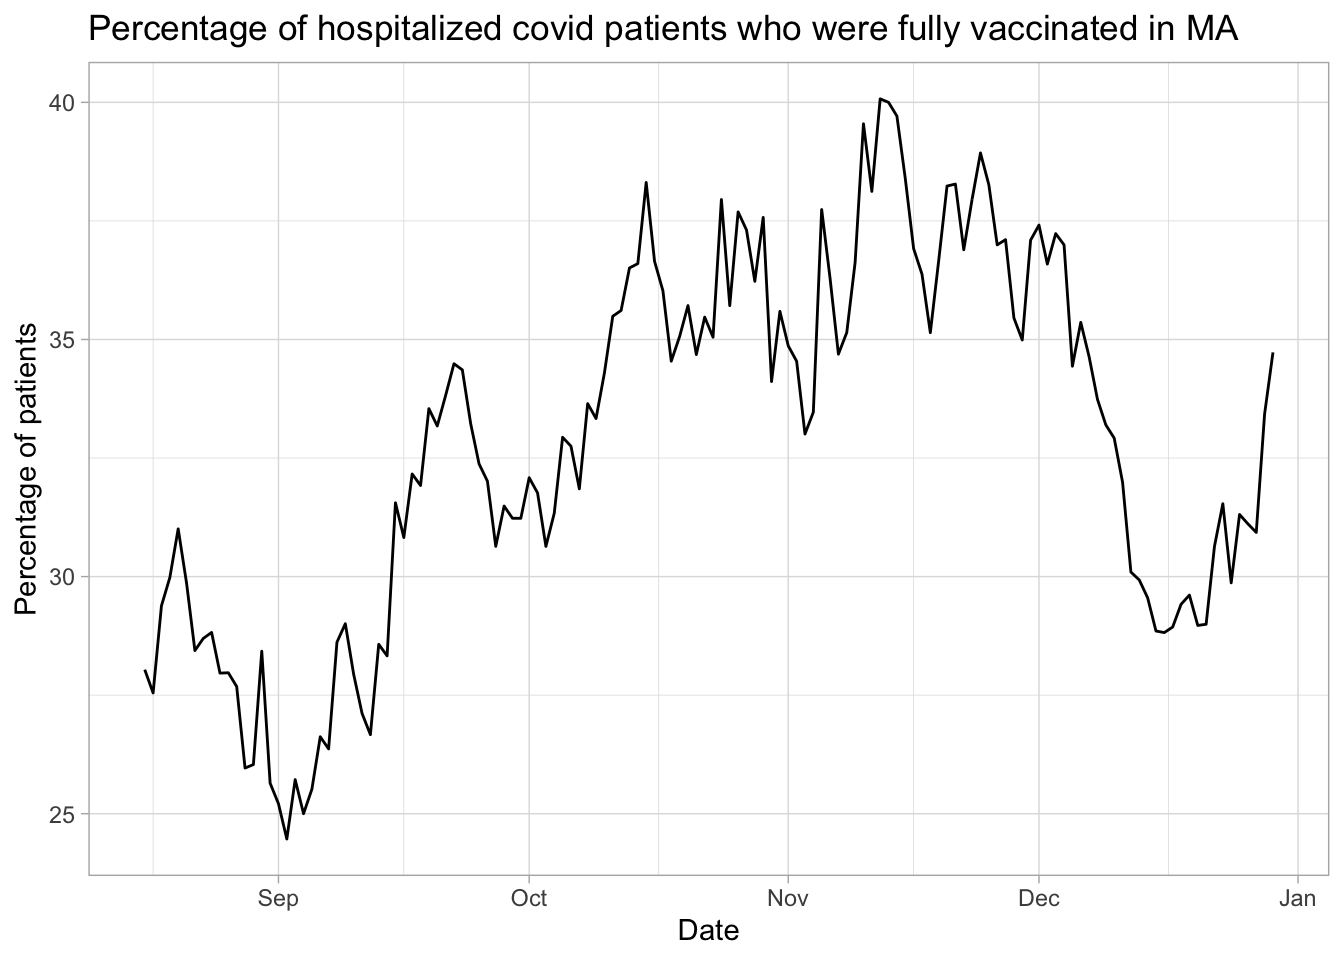 Percentage of hospitalized covid patients who were fully vaccinated in MA
Percentage of patients
40
35
30
25
Sep Oct Nov Dec Jan
Date